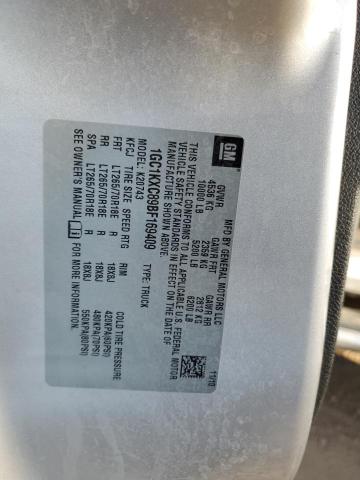 GM
MFD BY GENERAL MOTORS LLC 11/10
GVWR GAWR FRT GAWR RR
4536 KG 2359 KG 2812 KG
10000 LB 5200 LB 6200 LB
THIS VEHICLE CONFORMS TO ALL APPLICABLE U.S. FEDERAL MOTOR
VEHICLE SAFETY STANDARDS IN EFFECT ON THE DATE OF
MANUFACTURE SHOWN ABOVE.
1GC1KXC89BF169409 TYPE: TRUCK
MODEL: K20743
KFCJ TIRE SIZE SPEED RTG RIM COLD TIRE PRESSURE
FRT LT265/70R18E R 18X8J 420KPA(60PSI)
RR LT265/70R18E R 18X8J 480KPA(70PSI)
SPA LT265/70R18E R 18X8J 550KPA(80PSI)
SEE OWNER'S MANUAL FOR MORE INFORMATION.